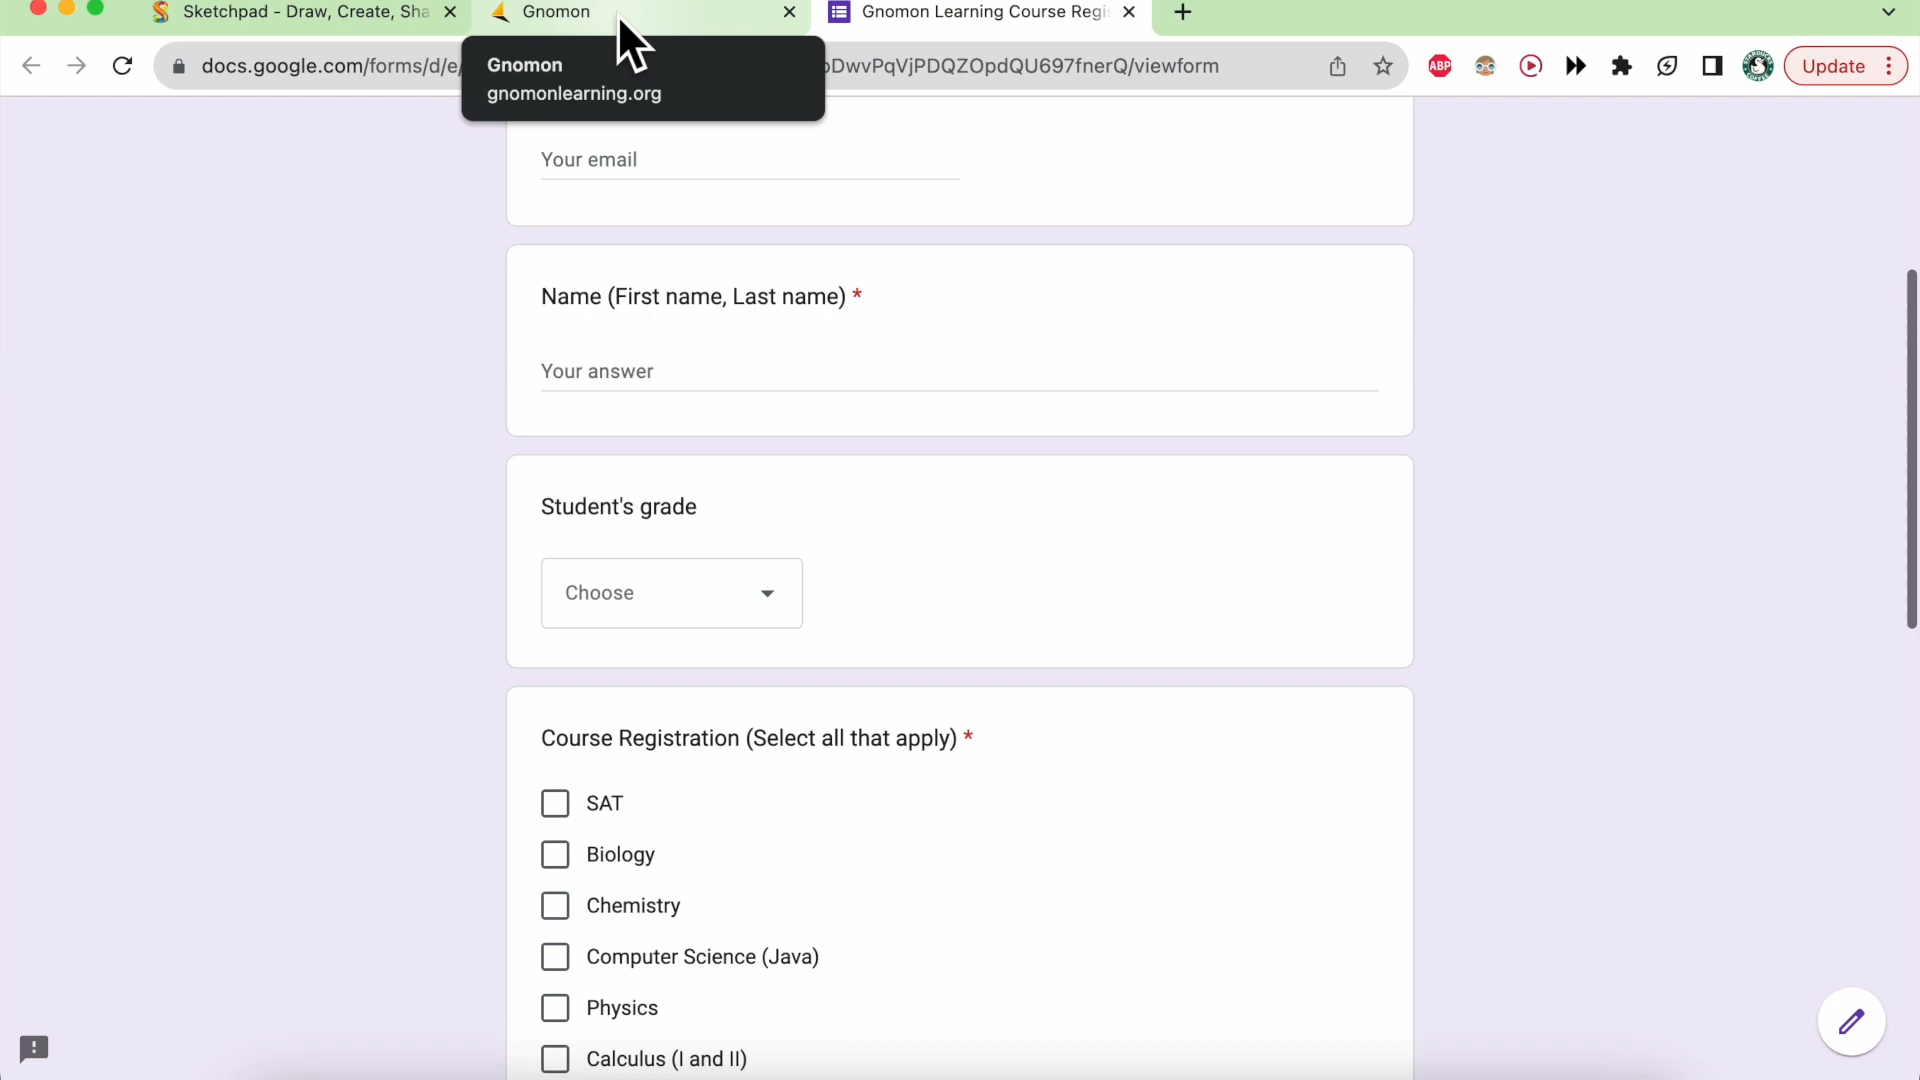 Sketchpad - Draw, Create, Sha
Gnomon
Gnomon Learning Course Regis
docs.google.com/forms/d/e/
DwvPqVjPDQZOpdQU697fnerQ/viewform
ABP
Update
Gnomon
gnomonlearning.org
Your email
Name (First name, Last name) *
Your answer
Student's grade
Choose
Course Registration (Select all that apply) *
SAT
Biology
Chemistry
Computer Science (Java)
Physics
Calculus (I and II)